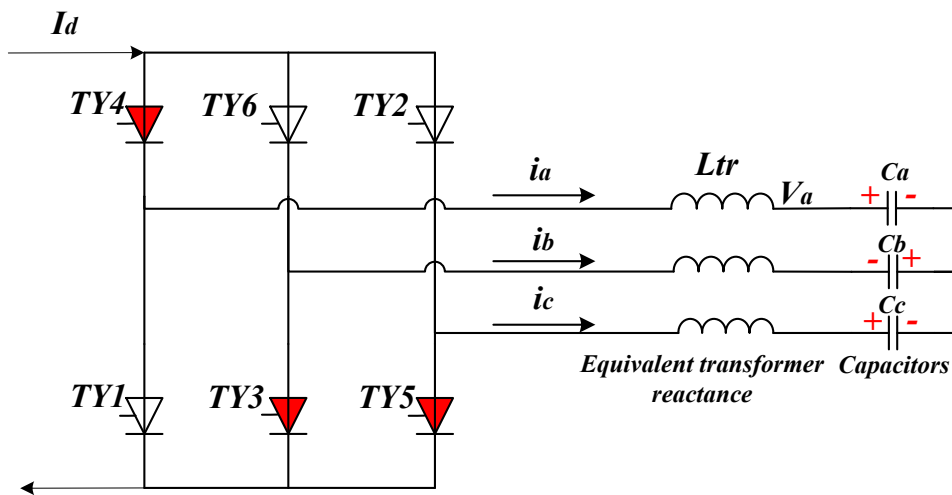 Id
TY4
TY6
TY2
ia
Ltr
Va
Ca
+
-
ib
Cb
-
+
ic
Cc
+
-
TY1
TY3
TY5
Equivalent transformer
reactance
Capacitors